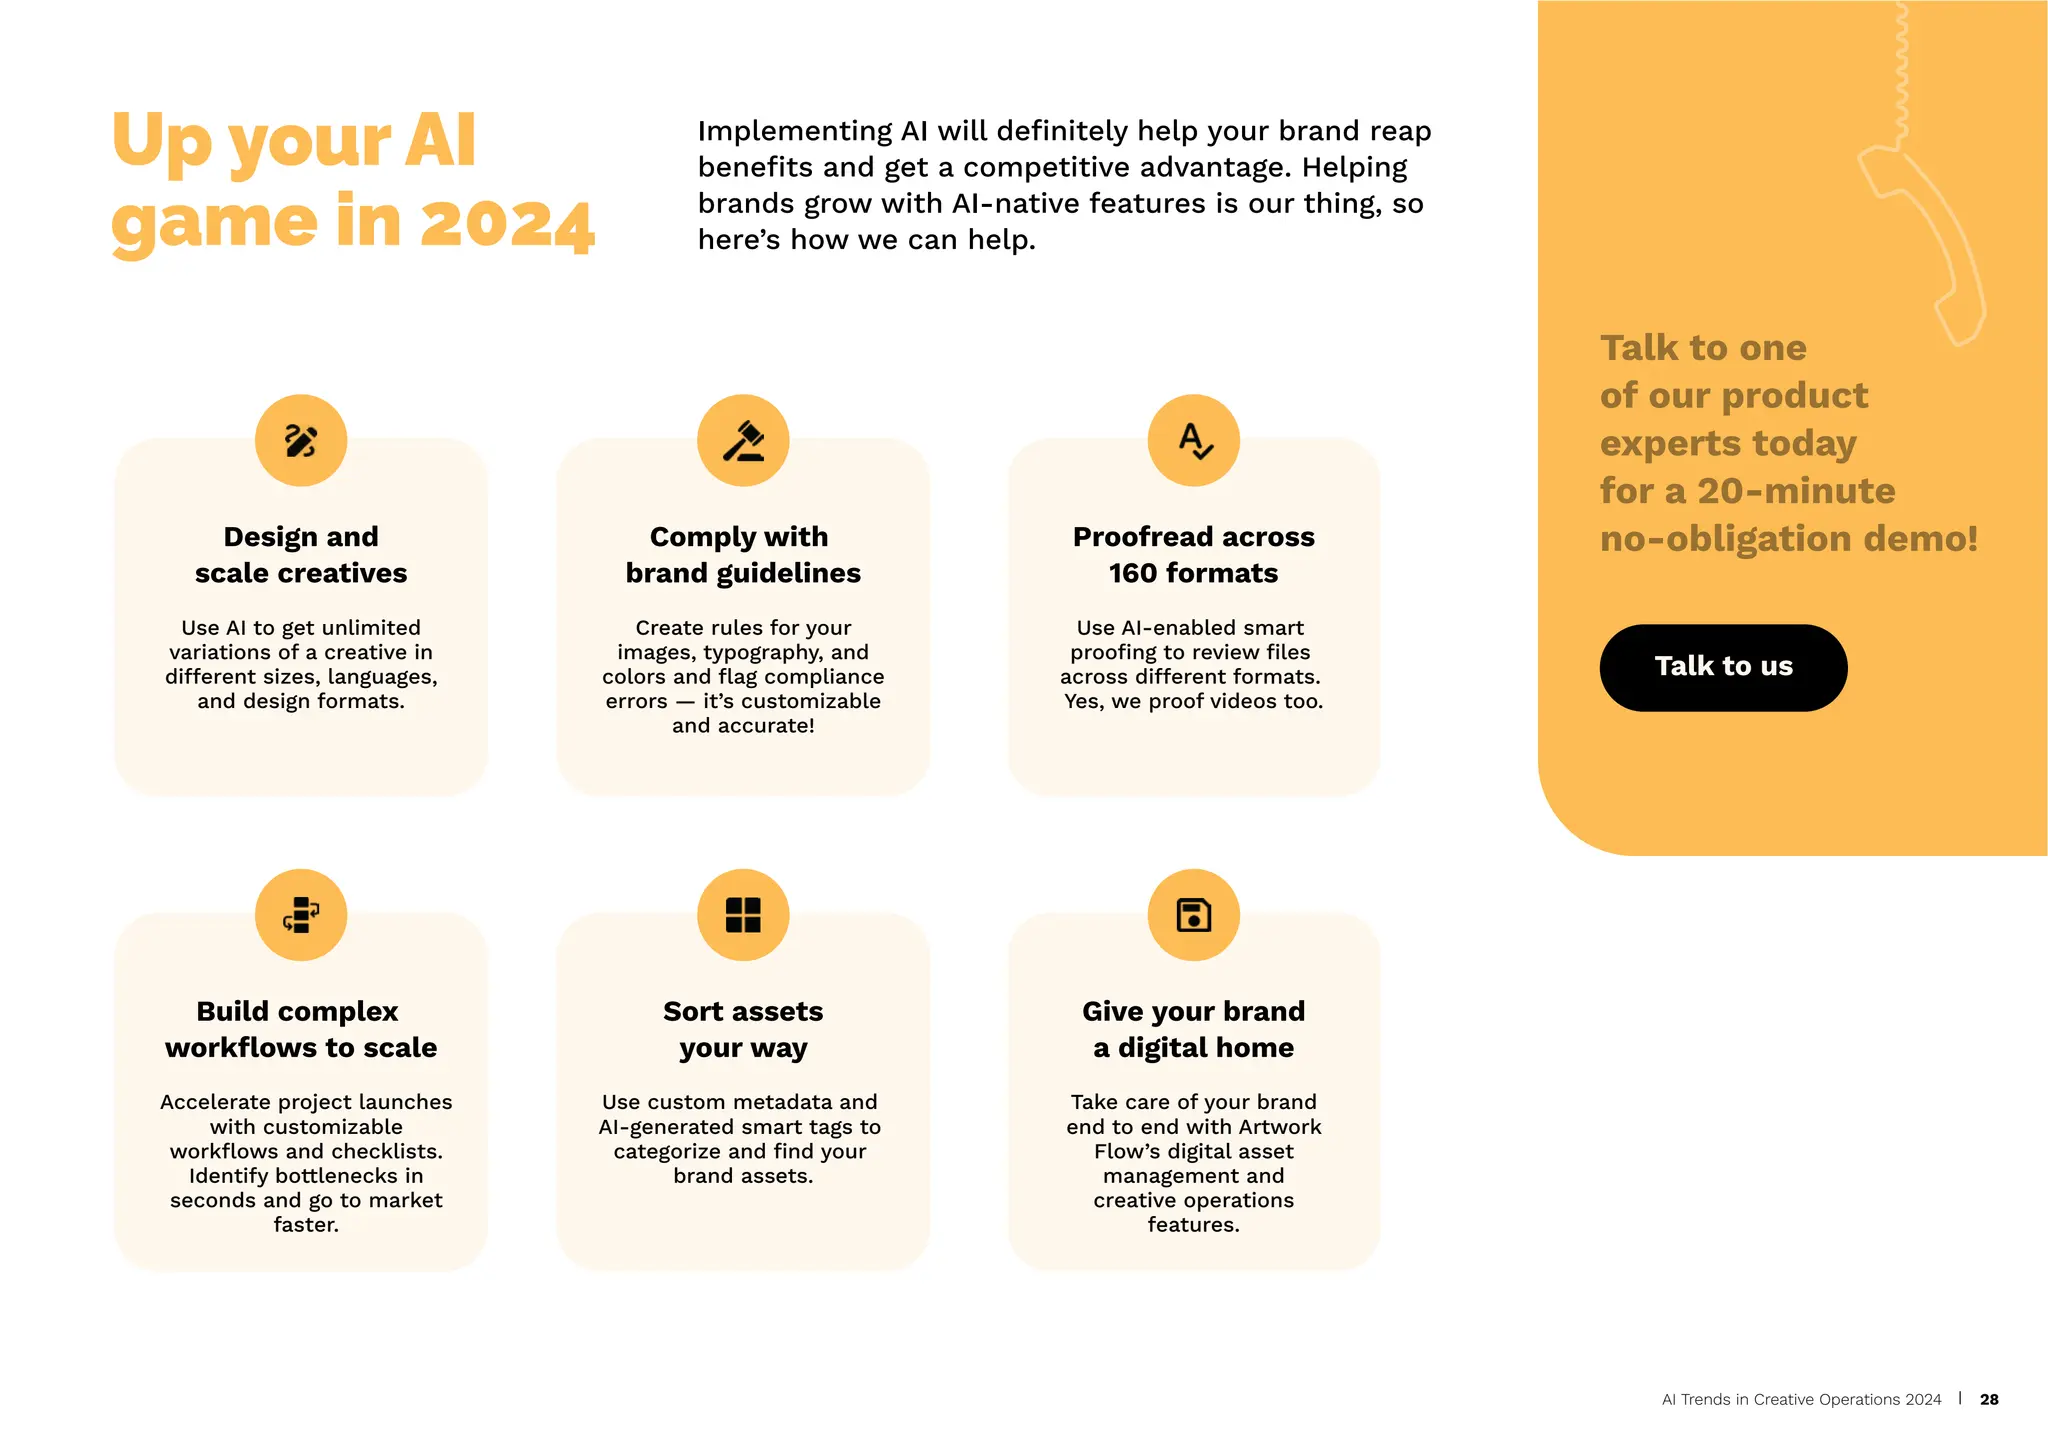 Up your AI
game in 2024
Implementing AI will definitely help your brand reap
benefits and get a competitive advantage. Helping
brands grow with AI-native features is our thing, so
here’s how we can help.
Design and
scale creatives
Use AI to get unlimited
variations of a creative in
different sizes, languages,
and design formats.
Comply with
brand guidelines
Create rules for your
images, typography, and
colors and flag compliance
errors — it’s customizable
and accurate!
Proofread across
160 formats
Use AI-enabled smart
proofing to review files
across different formats.
Yes, we proof videos too.
Build complex
workflows to scale
Accelerate project launches
with customizable
workflows and checklists.
Identify bottlenecks in
seconds and go to market
faster.
Sort assets
your way
Use custom metadata and
AI-generated smart tags to
categorize and find your
brand assets.
Give your brand
a digital home
Take care of your brand
end to end with Artwork
Flow’s digital asset
management and
creative operations
features.
Talk to one
of our product
experts today
for a 20-minute
no-obligation demo!
Talk to us
AI Trends in Creative Operations 2024 | 28